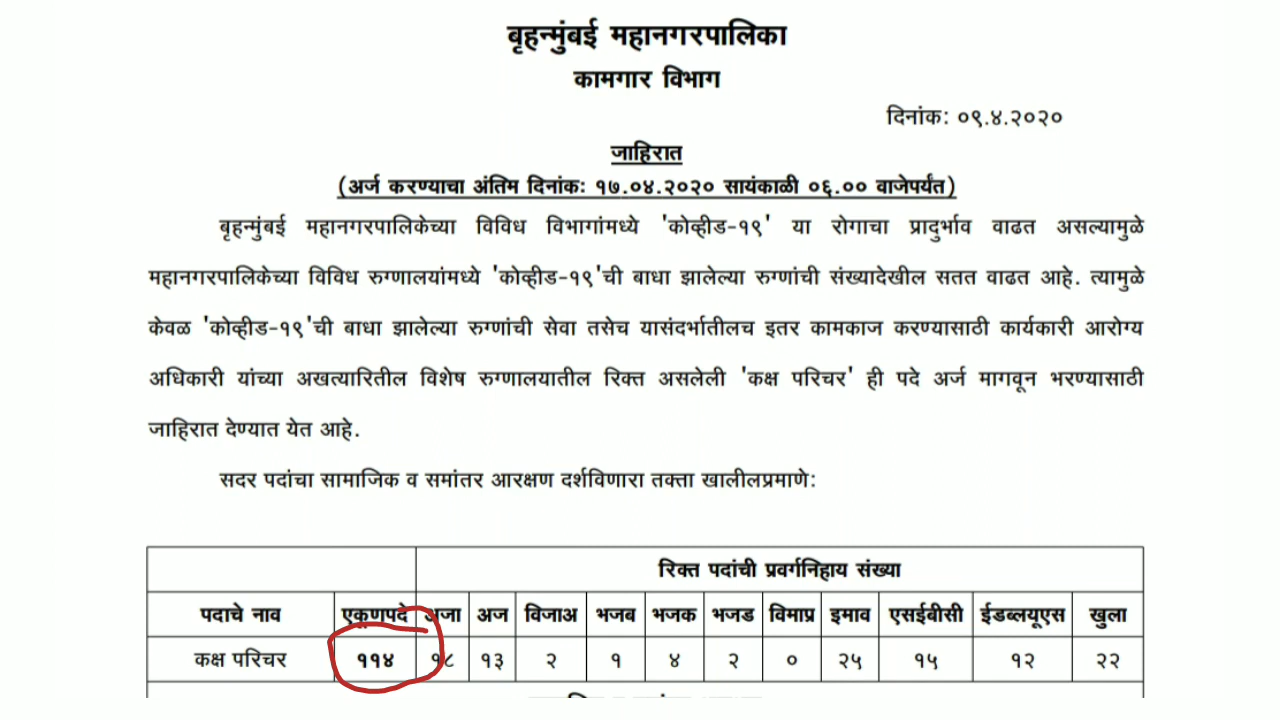 बृहन्मुंबई महानगरपालिका
कामगार विभाग
दिनांक: ०९.४.२०२०
जाहिरात
(अर्ज करण्याचा अंतिम दिनांक: १७.०४.२०२० सायंकाळी ०६.०० वाजेपर्यंत)
बृहन्मुंबई महानगरपालिकेच्या विविध विभागांमध्ये 'कोव्हीड-१९' या रोगाचा प्रादुर्भाव वाढत असल्यामुळे
महानगरपालिकेच्या विविध रुग्णालयांमध्ये 'कोव्हीड-१९'ची बाधा झालेल्या रुग्णांची संख्यादेखील सतत वाढत आहे. त्यामुळे
केवळ 'कोव्हीड-१९'ची बाधा झालेल्या रुग्णांची सेवा तसेच यासंदर्भातीलच इतर कामकाज करण्यासाठी कार्यकारी आरोग्य
अधिकारी यांच्या अखत्यारितील विशेष रुग्णालयातील रिक्त असलेली 'कक्ष परिचर' ही पदे अर्ज मागवून भरण्यासाठी
जाहिरात देण्यात येत आहे.
सदर पदांचा सामाजिक व समांतर आरक्षण दर्शविणारा तक्ता खालीलप्रमाणे:
रिक्त पदांची प्रवर्गनिहाय संख्या
पदाचे नाव एकूणपदे अजा अज विजाअ भजब भजक भजड विमाप्र इमाव एसईबीसी ईडब्लयूएस खुला
कक्ष परिचर ११४ १८ १३ २ १ ४ २ ० २५ १५ १२ २२